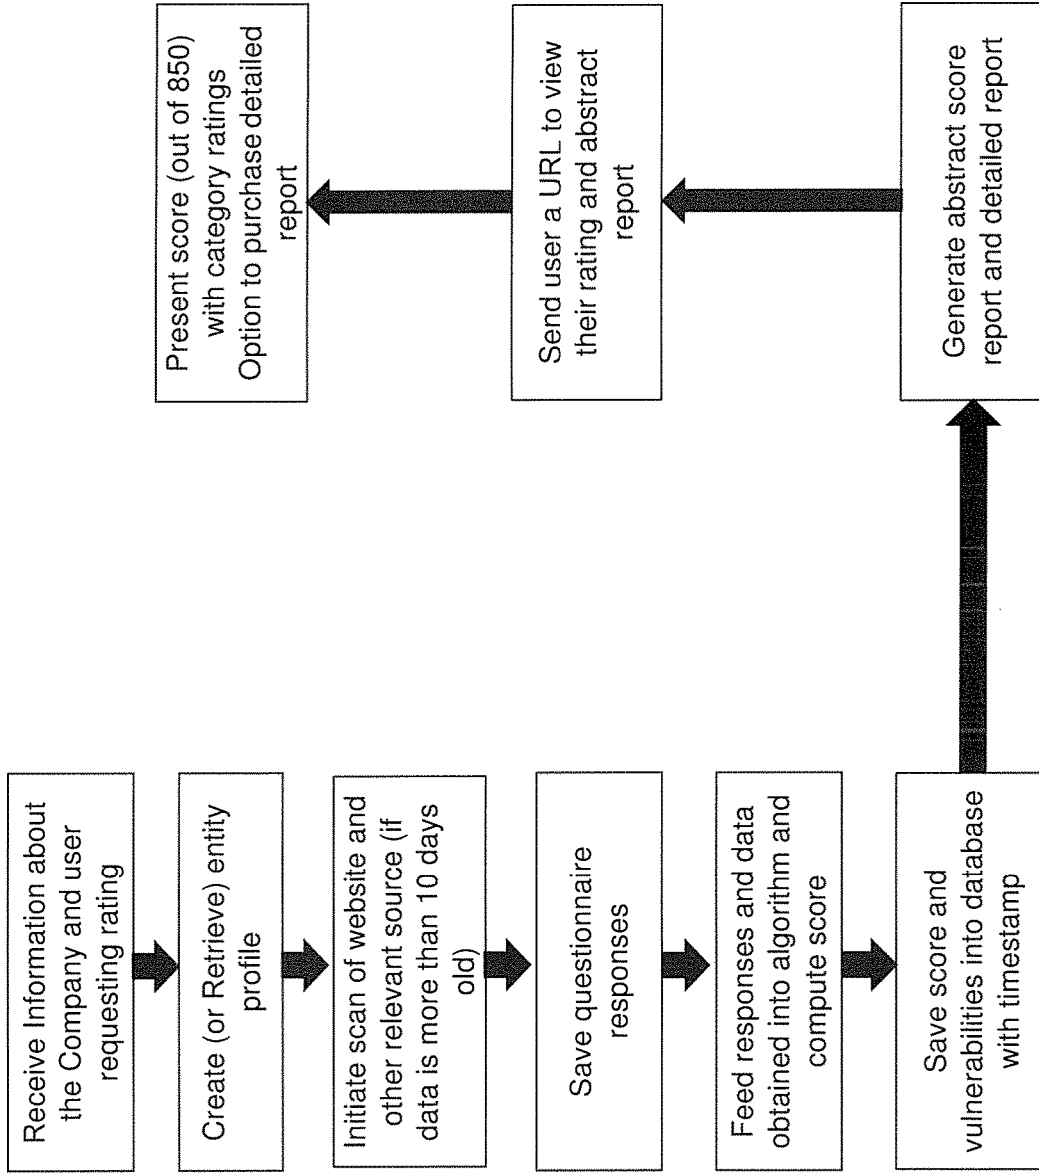 Receive Information about
the Company and user
requesting rating
Create (or Retrieve) entity
profile
Initiate scan of website and
other relevant source (if
data is more than 10 days
old)
Save questionnaire
responses
Feed responses and data
obtained into algorithm and
compute score
Save score and
vulnerabilities into database
with timestamp
Generate abstract score
report and detailed report
Send user a URL to view
their rating and abstract
report
Present score (out of 850)
with category ratings
Option to purchase detailed
report